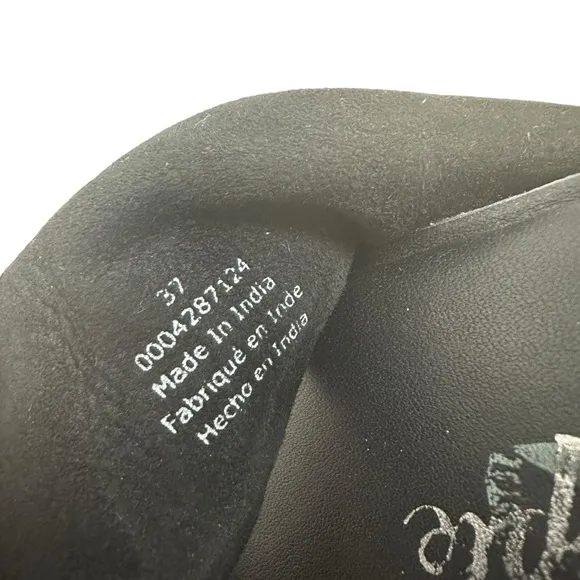 37
0004287124
Made In India
Fabriqué en Inde
Hecho en India